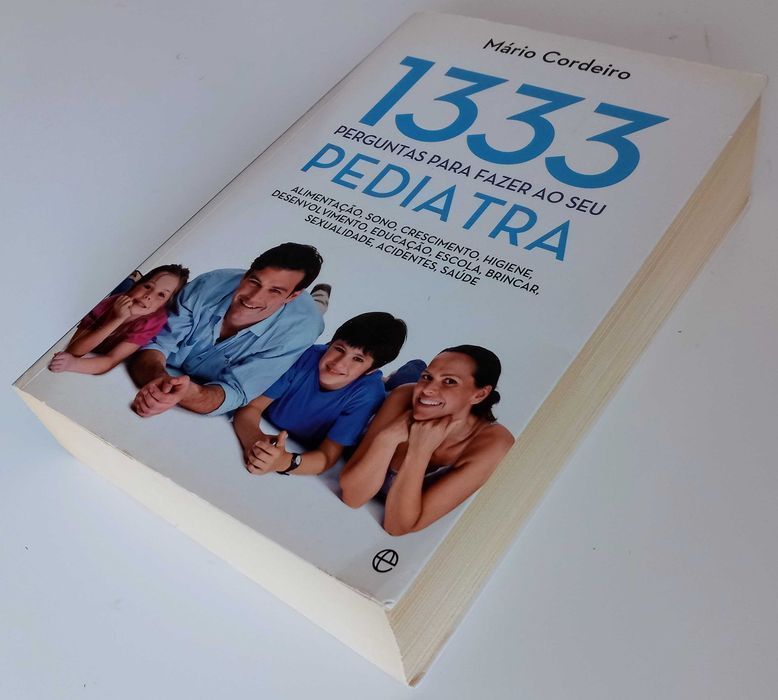 Mário Cordeiro
1333
PERGUNTAS PARA FAZER AO SEU
PEDIATRA
ALIMENTAÇÃO, SONO, CRESCIMENTO, HIGIENE,
DESENVOLVIMENTO, EDUCAÇÃO, ESCOLA, BRINCAR,
SEXUALIDADE, ACIDENTES, SAÚDE